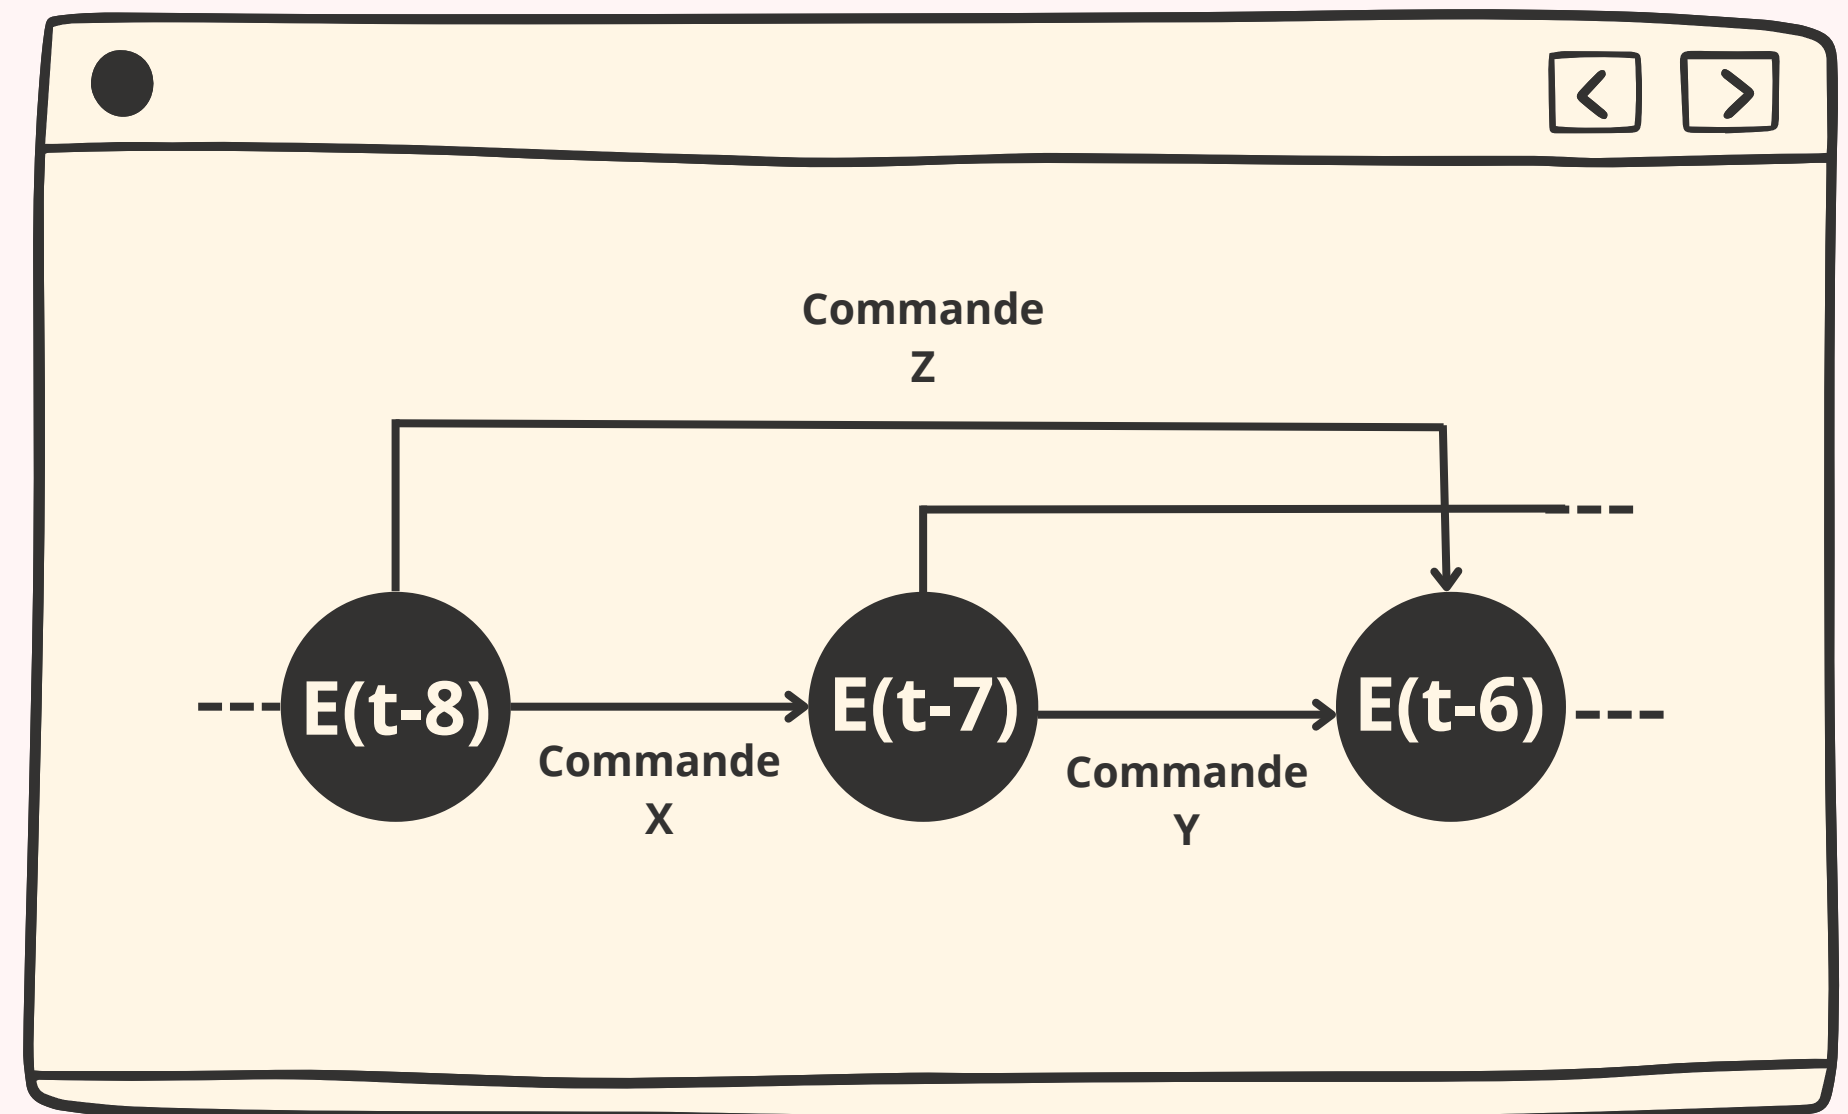 Commande
Z
E(t-8)
E(t-7)
E(t-6)
Commande
X
Commande
Y